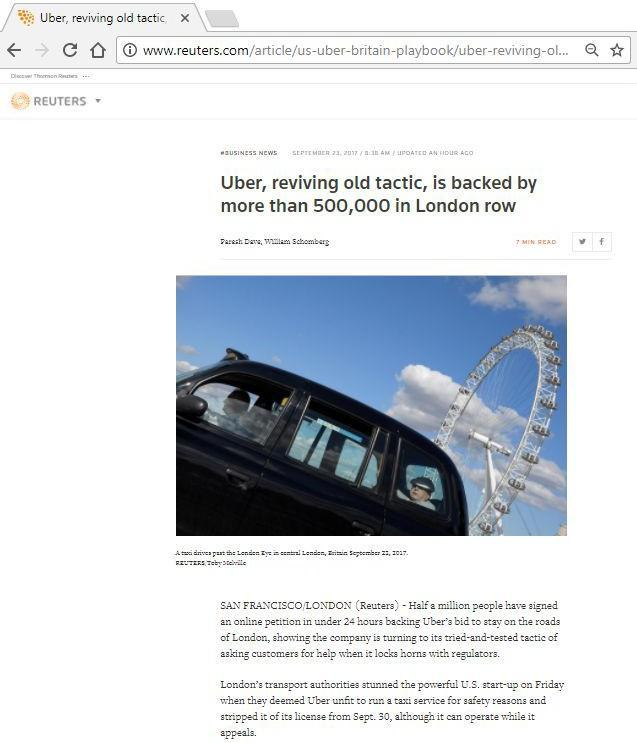 Uber, reviving old tactic,
www.reuters.com/article/us-uber-britain-playbook/uber-reviving-ol...
Discover Thomson Reuters
REUTERS
#BUSINESS NEWS SEPTEMBER 23, 2017 / 8:38 AM / UPDATED AN HOUR AGO
Uber, reviving old tactic, is backed by
more than 500,000 in London row
Paresh Dave, William Schomberg
7 MIN READ
A taxi drives past the London Eye in central London, Britain September 22, 2017.
REUTERS/Toby Melville
SAN FRANCISCO/LONDON (Reuters) - Half a million people have signed
an online petition in under 24 hours backing Uber’s bid to stay on the roads
of London, showing the company is turning to its tried-and-tested tactic of
asking customers for help when it locks horns with regulators.
London’s transport authorities stunned the powerful U.S. start-up on Friday
when they deemed Uber unfit to run a taxi service for safety reasons and
stripped it of its license from Sept. 30, although it can operate while it
appeals.